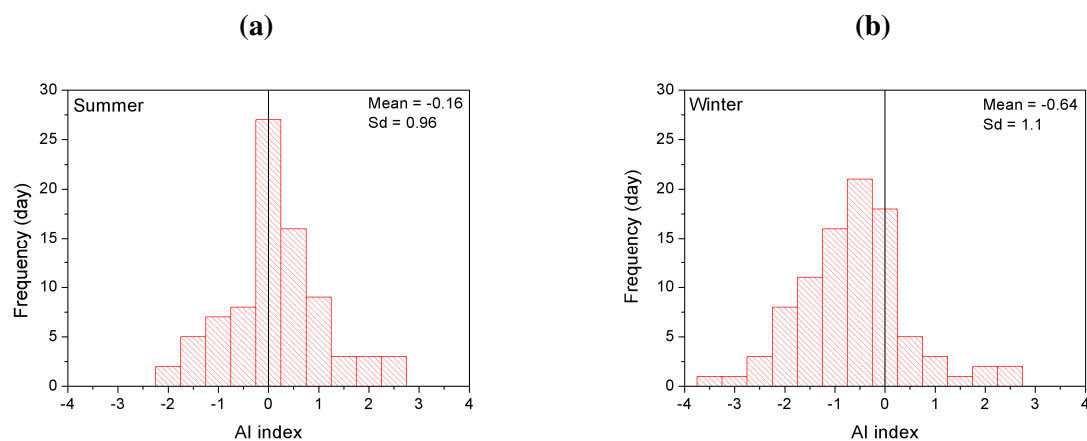 (a)
(b)
Summer
Mean = -0.16
Sd = 0.96
30
25
20
15
10
5
0
Frequency (day)
-4 -3 -2 -1 0 1 2 3 4
AI index
Winter
Mean = -0.64
Sd = 1.1
30
25
20
15
10
5
0
Frequency (day)
-4 -3 -2 -1 0 1 2 3 4
AI index